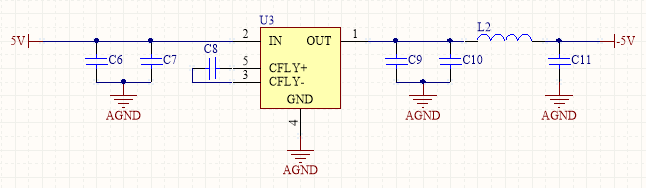 U3
5V
2
IN
OUT
1
L2
-5V
C6
C7
C8
5
CFLY+
3
CFLY-
GND
C9
C10
C11
4
AGND
AGND
AGND
AGND